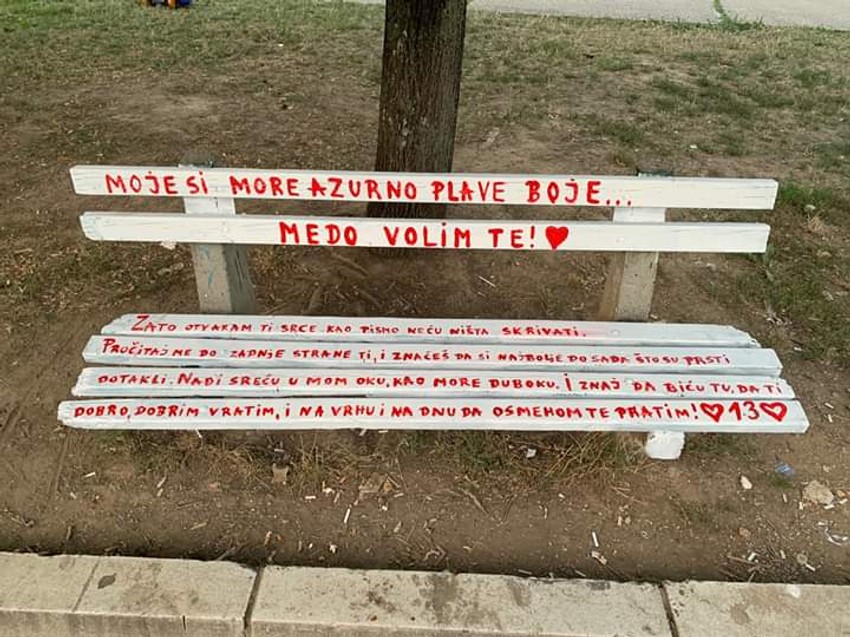 MOJE SI MORE AZURNO PLAVE BOJE...
MEDO VOLIM TE! ♥
ZATO OTVARAM TI SRCE KAO PISMO NEĆU NIŠTA SKRIVATI.
PROČITAJ ME DO ZADNJE STRANE TI, I ZNAĆEŠ DA SI NAJBOLJE DO SADA ŠTO SU PRSTI
DOTAKLI. NAĐI SREĆU U MOM OKU, KAO MORE DUBOKU. I ZNAJ DA BIĆU TU, DA TI
DOBRO, DOBRIM VRATIM, I NA VRHU I NA DNU DA OSMEHOM TE PRATIM! ♡13♡